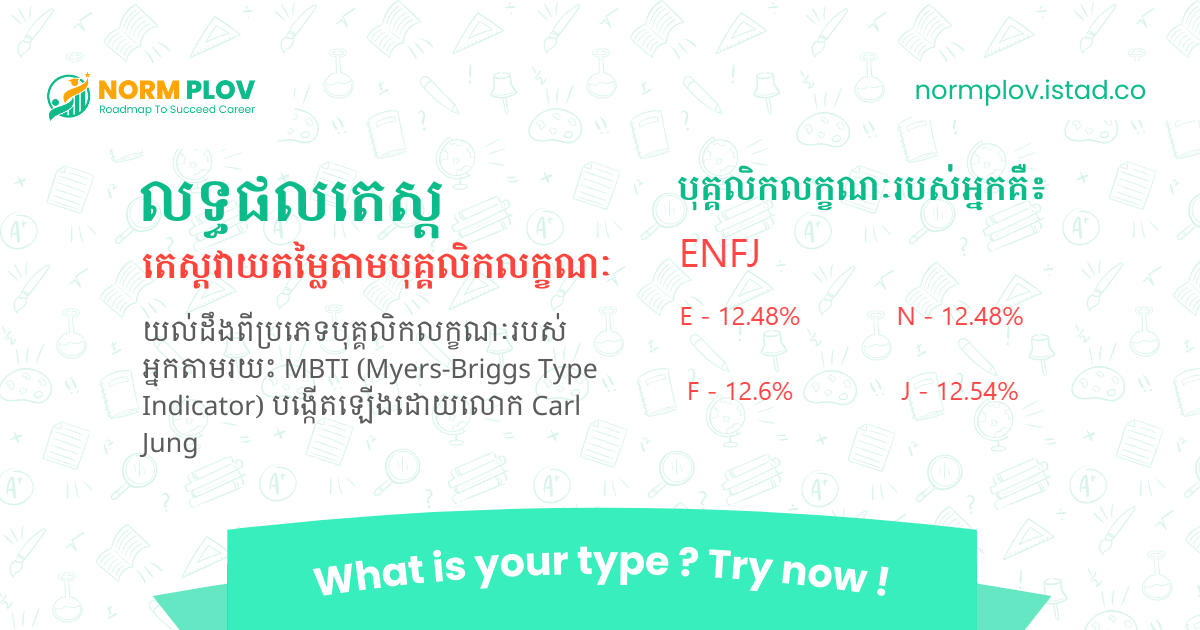 NORM PLOV
Roadmap To Succeed Career
normplov.istad.co
លទ្ធផលតេស្ត
តេស្តវាយតម្លៃតាមបុគ្គលិកលក្ខណៈ
យល់ដឹងពីប្រភេទបុគ្គលិកលក្ខណៈរបស់
អ្នកតាមរយះ MBTI (Myers-Briggs Type
Indicator) បង្កើតឡើងដោយលោក Carl
Jung
បុគ្គលិកលក្ខណៈរបស់អ្នកគឺ៖
ENFJ
E - 12.48%
N - 12.48%
F - 12.6%
J - 12.54%
What is your type ? Try now !